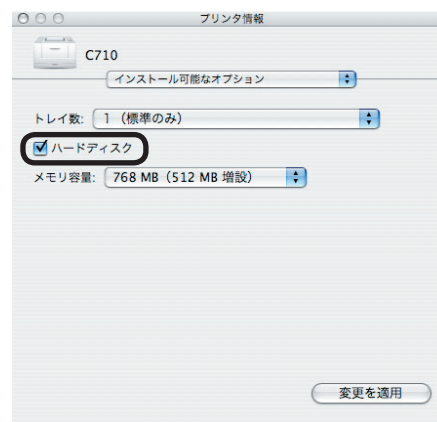 プリンタ情報
C710
インストール可能なオプション
トレイ数: 1 (標準のみ)
ハードディスク
メモリ容量: 768 MB (512 MB 増設)
変更を適用